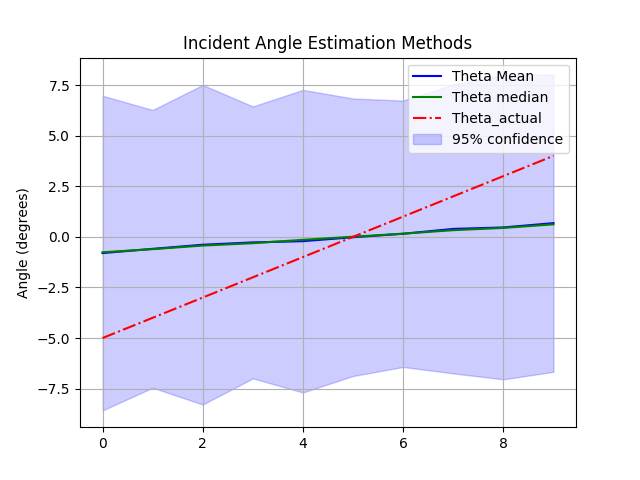 Incident Angle Estimation Methods
Theta Mean
Theta median
Theta_actual
95% confidence
Angle (degrees)
7.5
5.0
2.5
0.0
−2.5
−5.0
−7.5
0 2 4 6 8